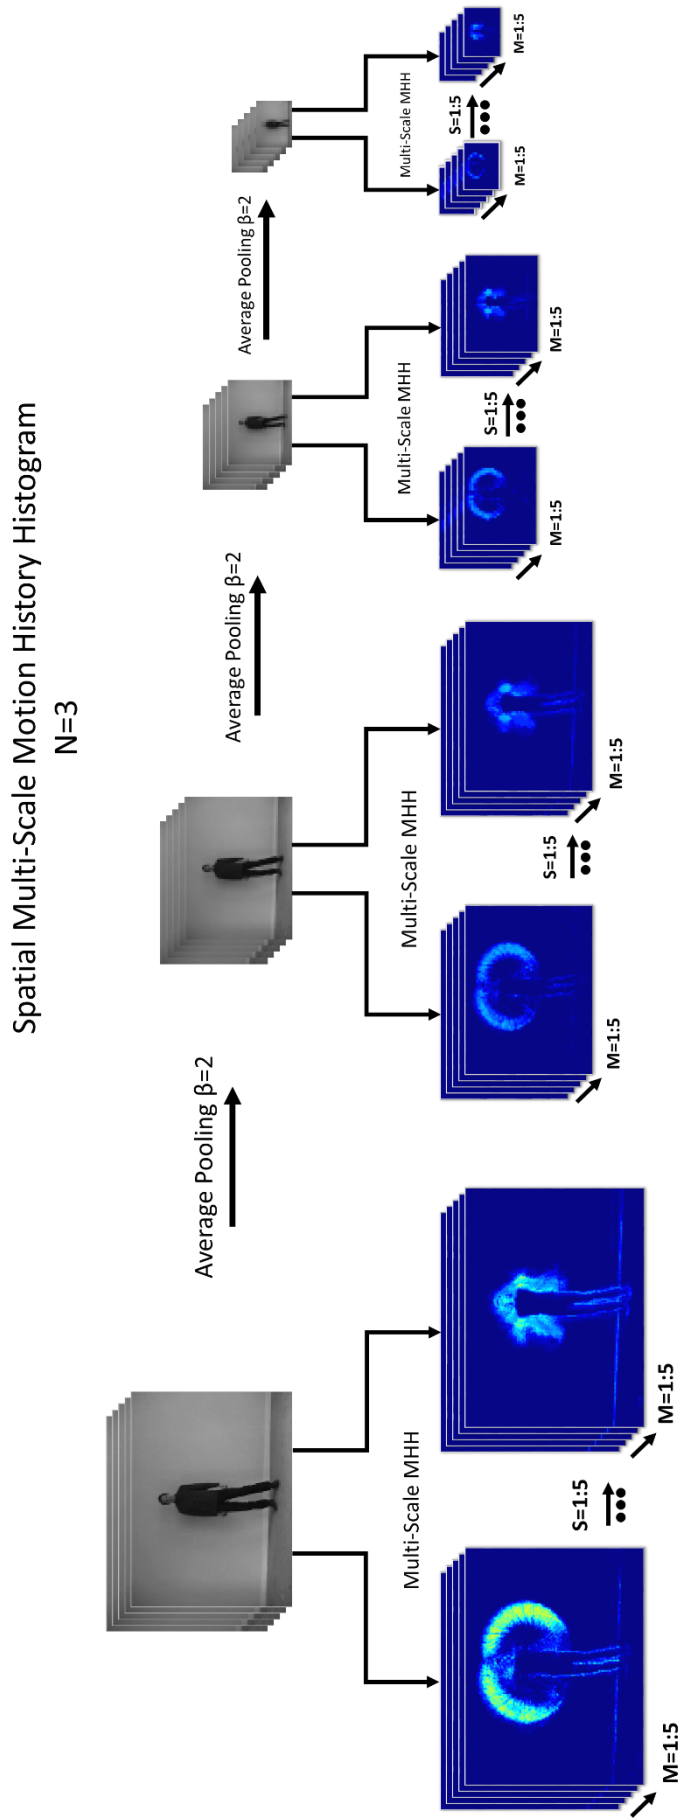 Spatial Multi-Scale Motion History Histogram
N=3
Average Pooling β=2
Average Pooling β=2
Average Pooling β=2
Multi-Scale MHH
Multi-Scale MHH
Multi-Scale MHH
Multi-Scale MHH
S=1:5
M=1:5
M=1:5
S=1:5
M=1:5
M=1:5
S=1:5
M=1:5
M=1:5
S=1:5
M=1:5
M=1:5